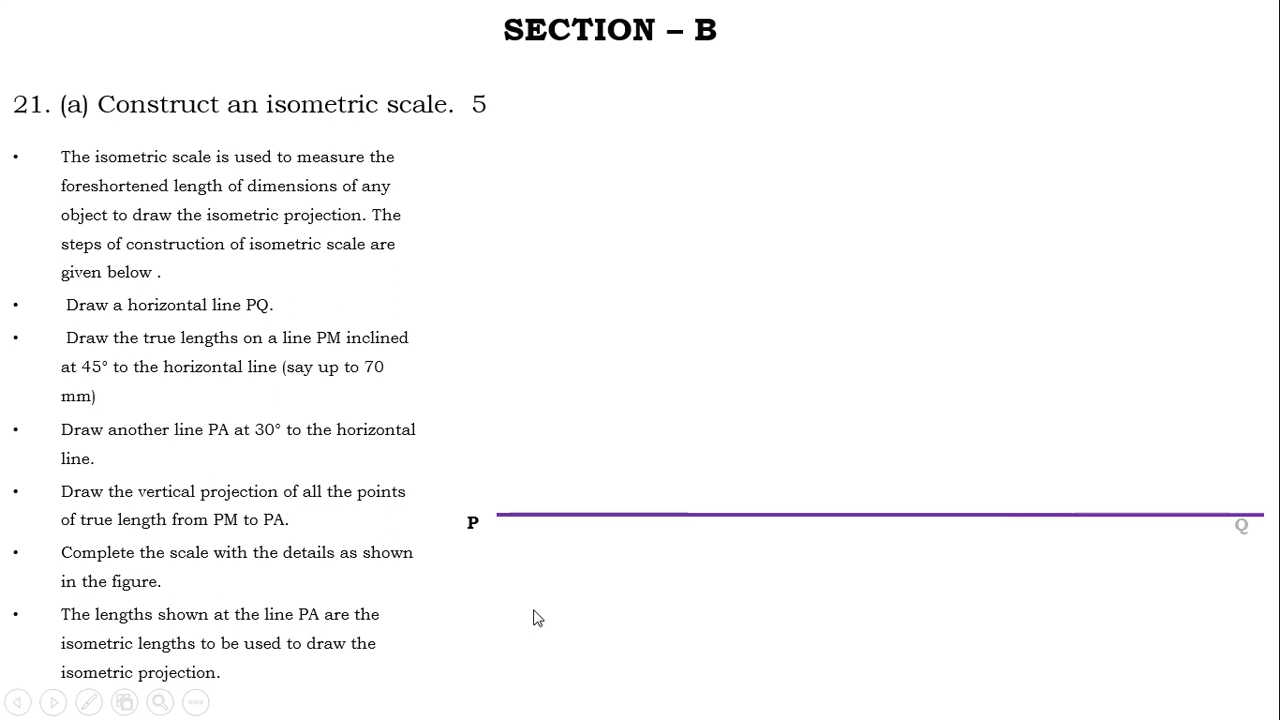 SECTION – B
21. (a) Construct an isometric scale.  5
• The isometric scale is used to measure the
foreshortened length of dimensions of any
object to draw the isometric projection. The
steps of construction of isometric scale are
given below .
• Draw a horizontal line PQ.
• Draw the true lengths on a line PM inclined
at 45° to the horizontal line (say up to 70
mm)
• Draw another line PA at 30° to the horizontal
line.
• Draw the vertical projection of all the points
of true length from PM to PA.
• Complete the scale with the details as shown
in the figure.
• The lengths shown at the line PA are the
isometric lengths to be used to draw the
isometric projection.
P
Q